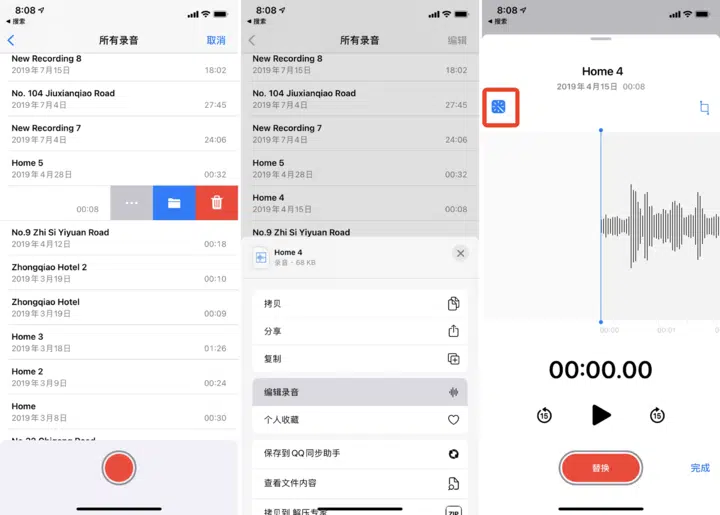 8:08
搜索
所有录音
取消
New Recording 8
2019年7月15日
18:02
No. 104 Jiuxianqiao Road
2019年7月4日
27:45
New Recording 7
2019年7月4日
24:06
Home 5
2019年4月28日
00:32
00:08
No.9 Zhi Si Yiyuan Road
2019年4月12日
00:18
Zhongqiao Hotel 2
2019年3月19日
00:10
Zhongqiao Hotel
2019年3月19日
00:09
Home 3
2019年3月18日
01:26
Home 2
2019年3月9日
00:24
Home
2019年3月8日
00:30
8:08
搜索
所有录音
编辑
New Recording 8
2019年7月15日
18:02
No. 104 Jiuxianqiao Road
2019年7月4日
27:45
New Recording 7
2019年7月4日
24:06
Home 5
2019年4月28日
00:32
Home 4
2019年4月15日
00:08
No.9 Zhi Si Yiyuan Road
Home 4
录音 · 68 KB
拷贝
分享
复制
编辑录音
个人收藏
保存到QQ同步助手
查看文件内容
拷贝到 解压专家
ZIP
8:08
搜索
Home 4
2019年4月15日 00:08
00:00
00:01
00:00.00
15
15
替换
完成